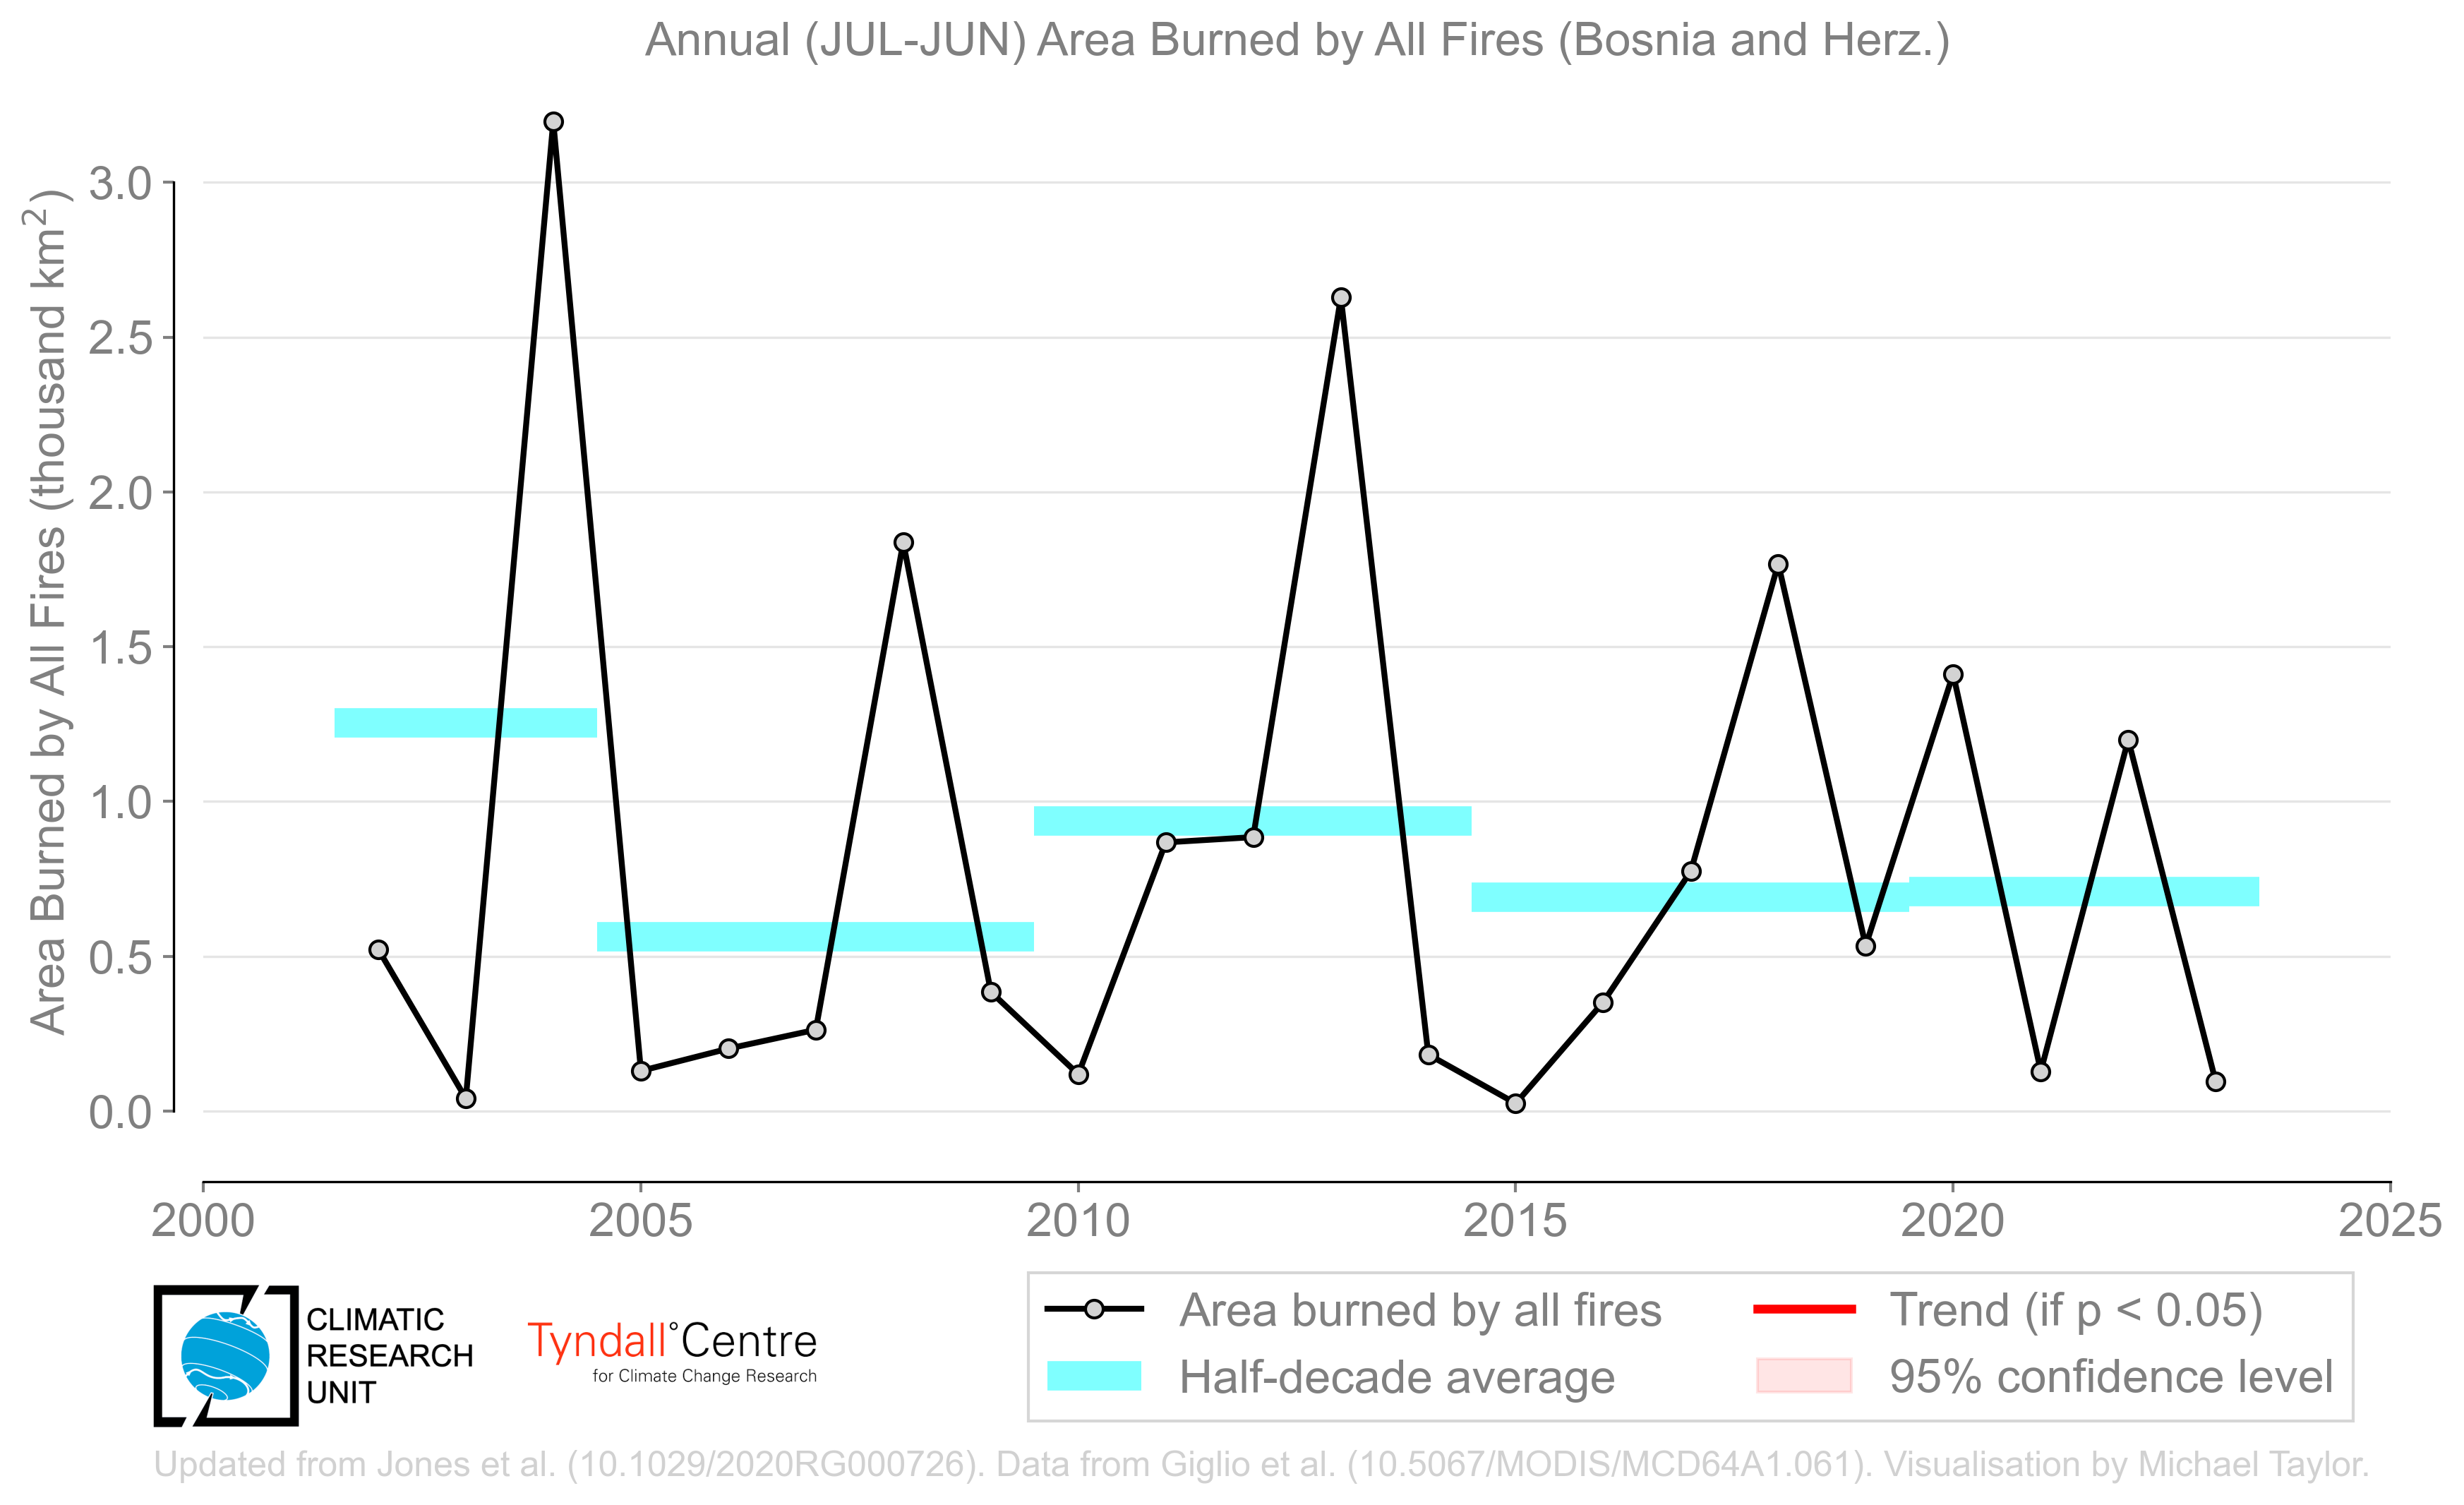 Annual (JUL-JUN) Area Burned by All Fires (Bosnia and Herz.)
Area Burned by All Fires (thousand km²)
3.0
2.5
2.0
1.5
1.0
0.5
0.0
2000 2005 2010 2015 2020 2025
CLIMATIC
RESEARCH
UNIT
Tyndall°Centre
for Climate Change Research
Area burned by all fires
Half-decade average
Trend (if p < 0.05)
95% confidence level
Updated from Jones et al. (10.1029/2020RG000726). Data from Giglio et al. (10.5067/MODIS/MCD64A1.061). Visualisation by Michael Taylor.